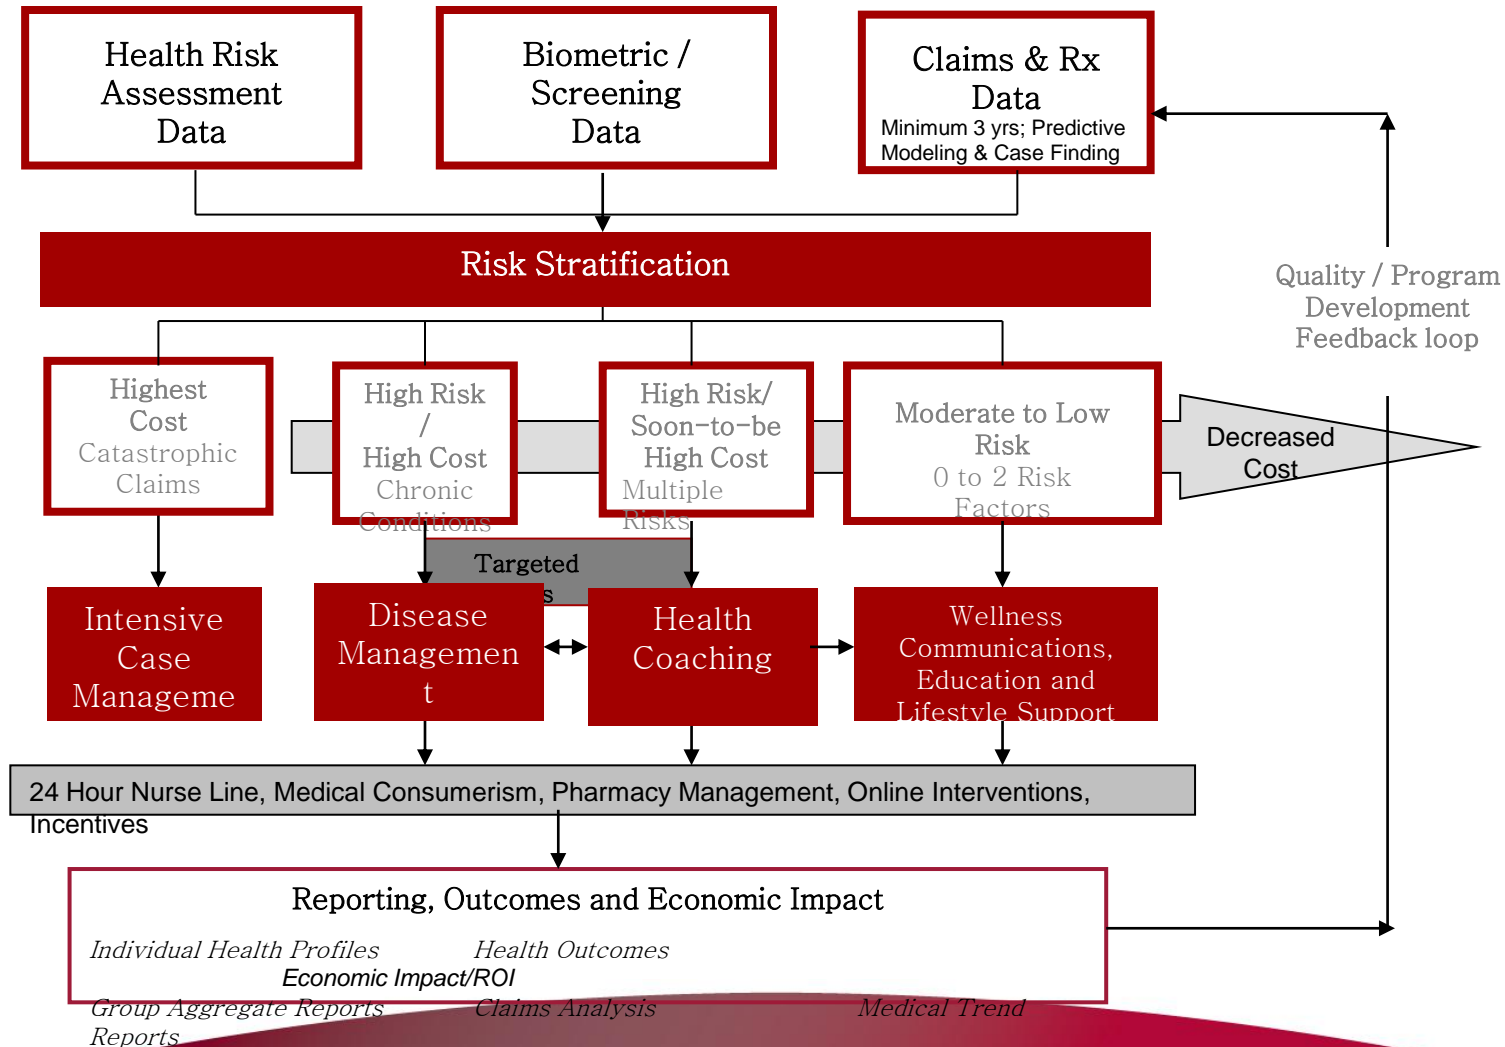 Health Risk
Assessment
Data
Biometric /
Screening
Data
Claims & Rx
Data
Minimum 3 yrs; Predictive
Modeling & Case Finding
Risk Stratification
Quality / Program
Development
Feedback loop
Highest
Cost
Catastrophic
Claims
High Risk
/
High Cost
Chronic
Conditions
High Risk/
Soon-to-be
High Cost
Multiple
Risks
Moderate to Low
Risk
0 to 2 Risk
Factors
Decreased
Cost
Targeted
s
Intensive
Case
Manageme
Disease
Managemen
t
Health
Coaching
Wellness
Communications,
Education and
Lifestyle Support
24 Hour Nurse Line, Medical Consumerism, Pharmacy Management, Online Interventions,
Incentives
Reporting, Outcomes and Economic Impact
Individual Health Profiles Health Outcomes
Economic Impact/ROI
Group Aggregate Reports Claims Analysis Medical Trend
Reports